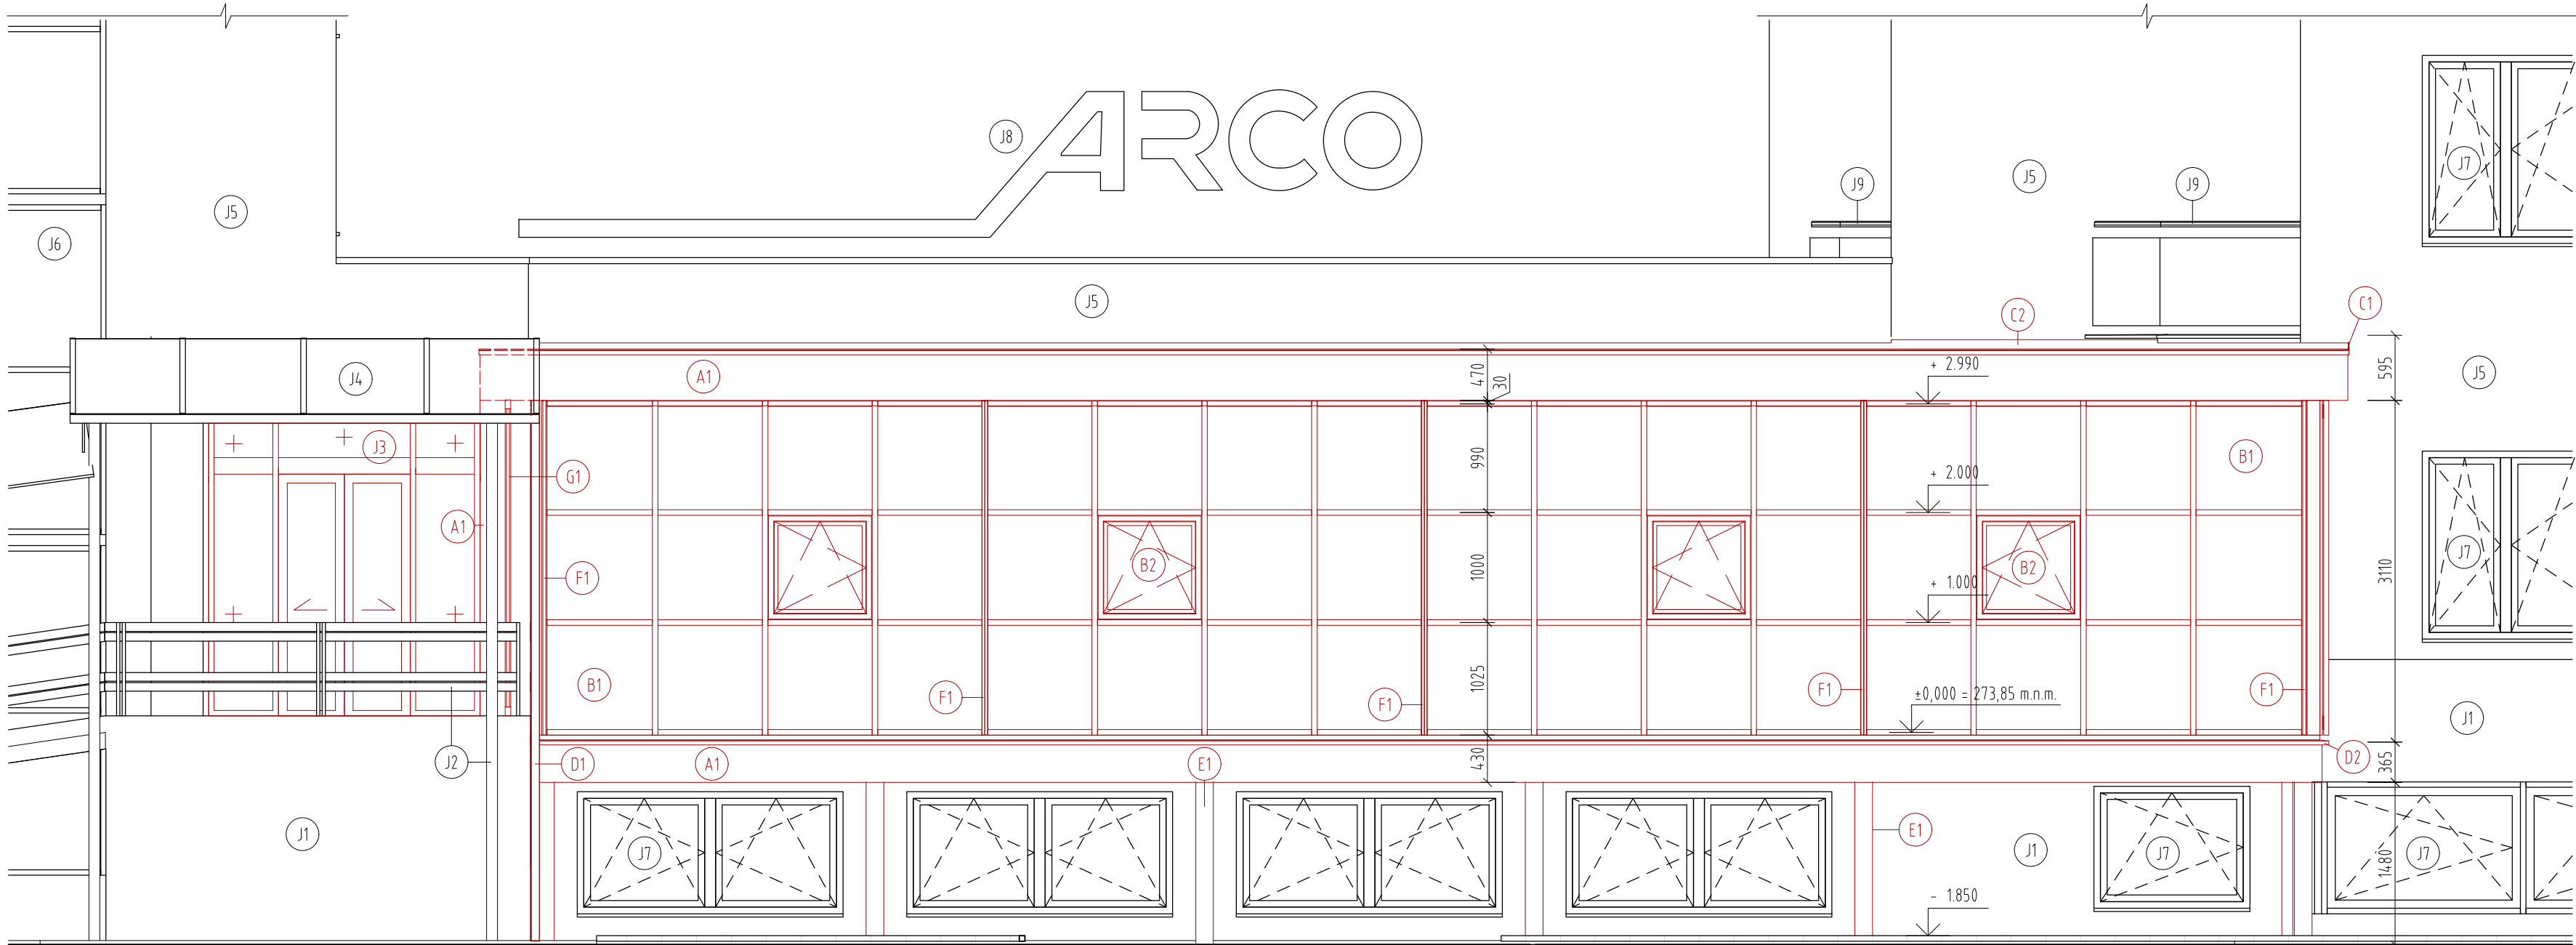 ARCO
J8
J9
J5
J9
J7
J5
J6
J5
C2
C1
J4
A1
470
30
+ 2.990
595
J5
J3
G1
990
+ 2.000
B1
A1
F1
B2
1000
+ 1.000
B2
3110
J7
B1
F1
F1
1025
F1
±0,000 = 273,85 m.n.m.
F1
J1
J2
D1
A1
E1
430
D2
365
J1
J7
E1
J1
J7
J7
1480
- 1.850